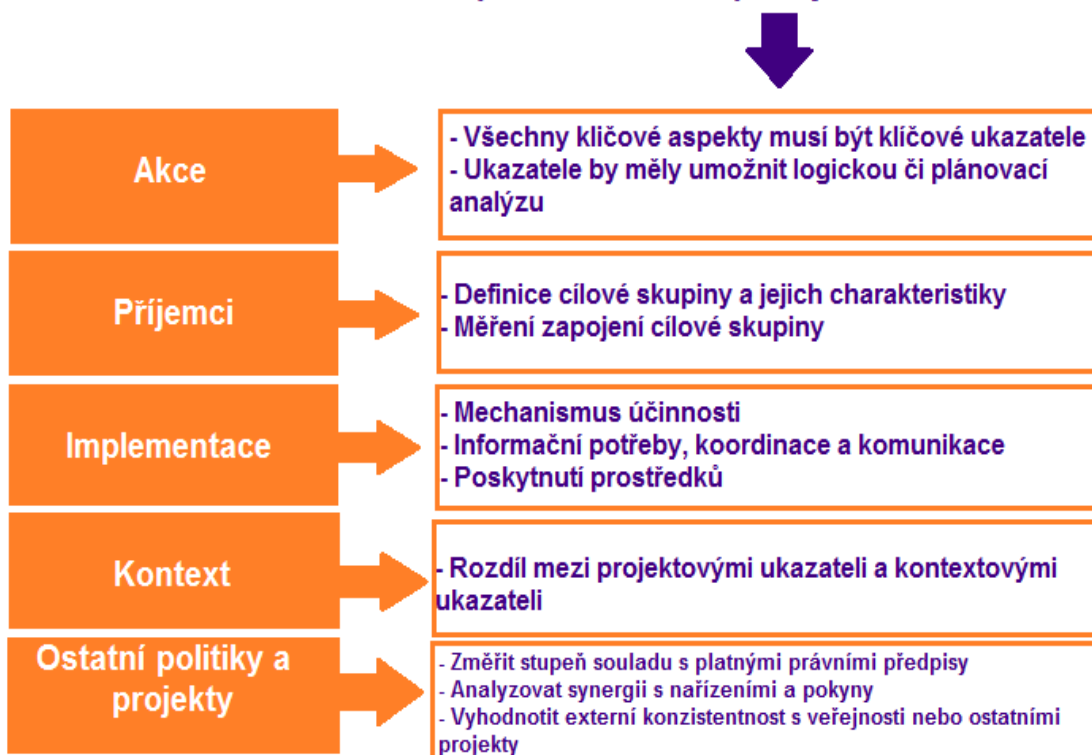 Akce
- Všechny kličové aspekty musí být klíčové ukazatele
- Ukazatele by měly umožnit logickou či plánovací
analýzu
Příjemci
- Definice cílové skupiny a jejich charakteristiky
- Měření zapojení cílové skupiny
Implementace
- Mechanismus účinnosti
- Informační potřeby, koordinace a komunikace
- Poskytnutí prostředků
Kontext
- Rozdíl mezi projektovými ukazateli a kontextovými
ukazateli
Ostatní politiky a
projekty
- Změřit stupeň souladu s platnými právními předpisy
- Analyzovat synergii s nařízeními a pokyny
- Vyhodnotit externí konzistentnost s veřejnosti nebo ostatními
projekty